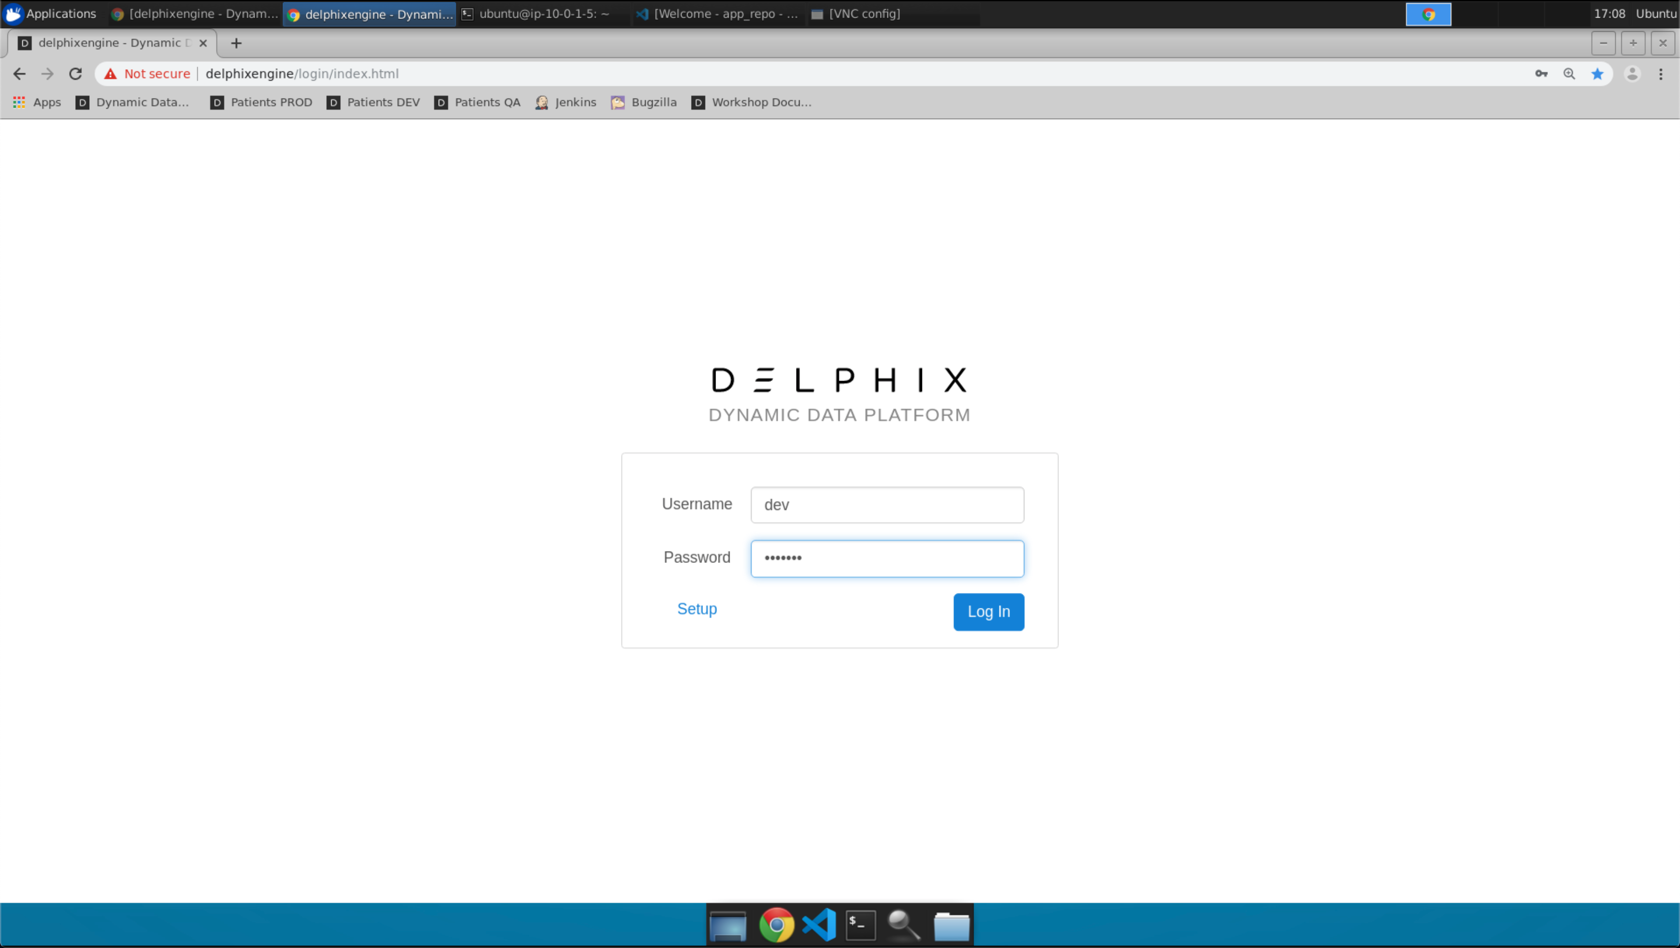 Applications [delphixengine - Dynam... delphixengine - Dynami... ubuntu@ip-10-0-1-5: ~ [Welcome - app_repo - ... [VNC config] 17:08 Ubuntu
delphixengine - Dynamic
Not secure delphixengine/login/index.html
Apps Dynamic Data... Patients PROD Patients DEV Patients QA Jenkins Bugzilla Workshop Docu...
DELPHIX
DYNAMIC DATA PLATFORM
Username dev
Password •••••••
Setup Log In